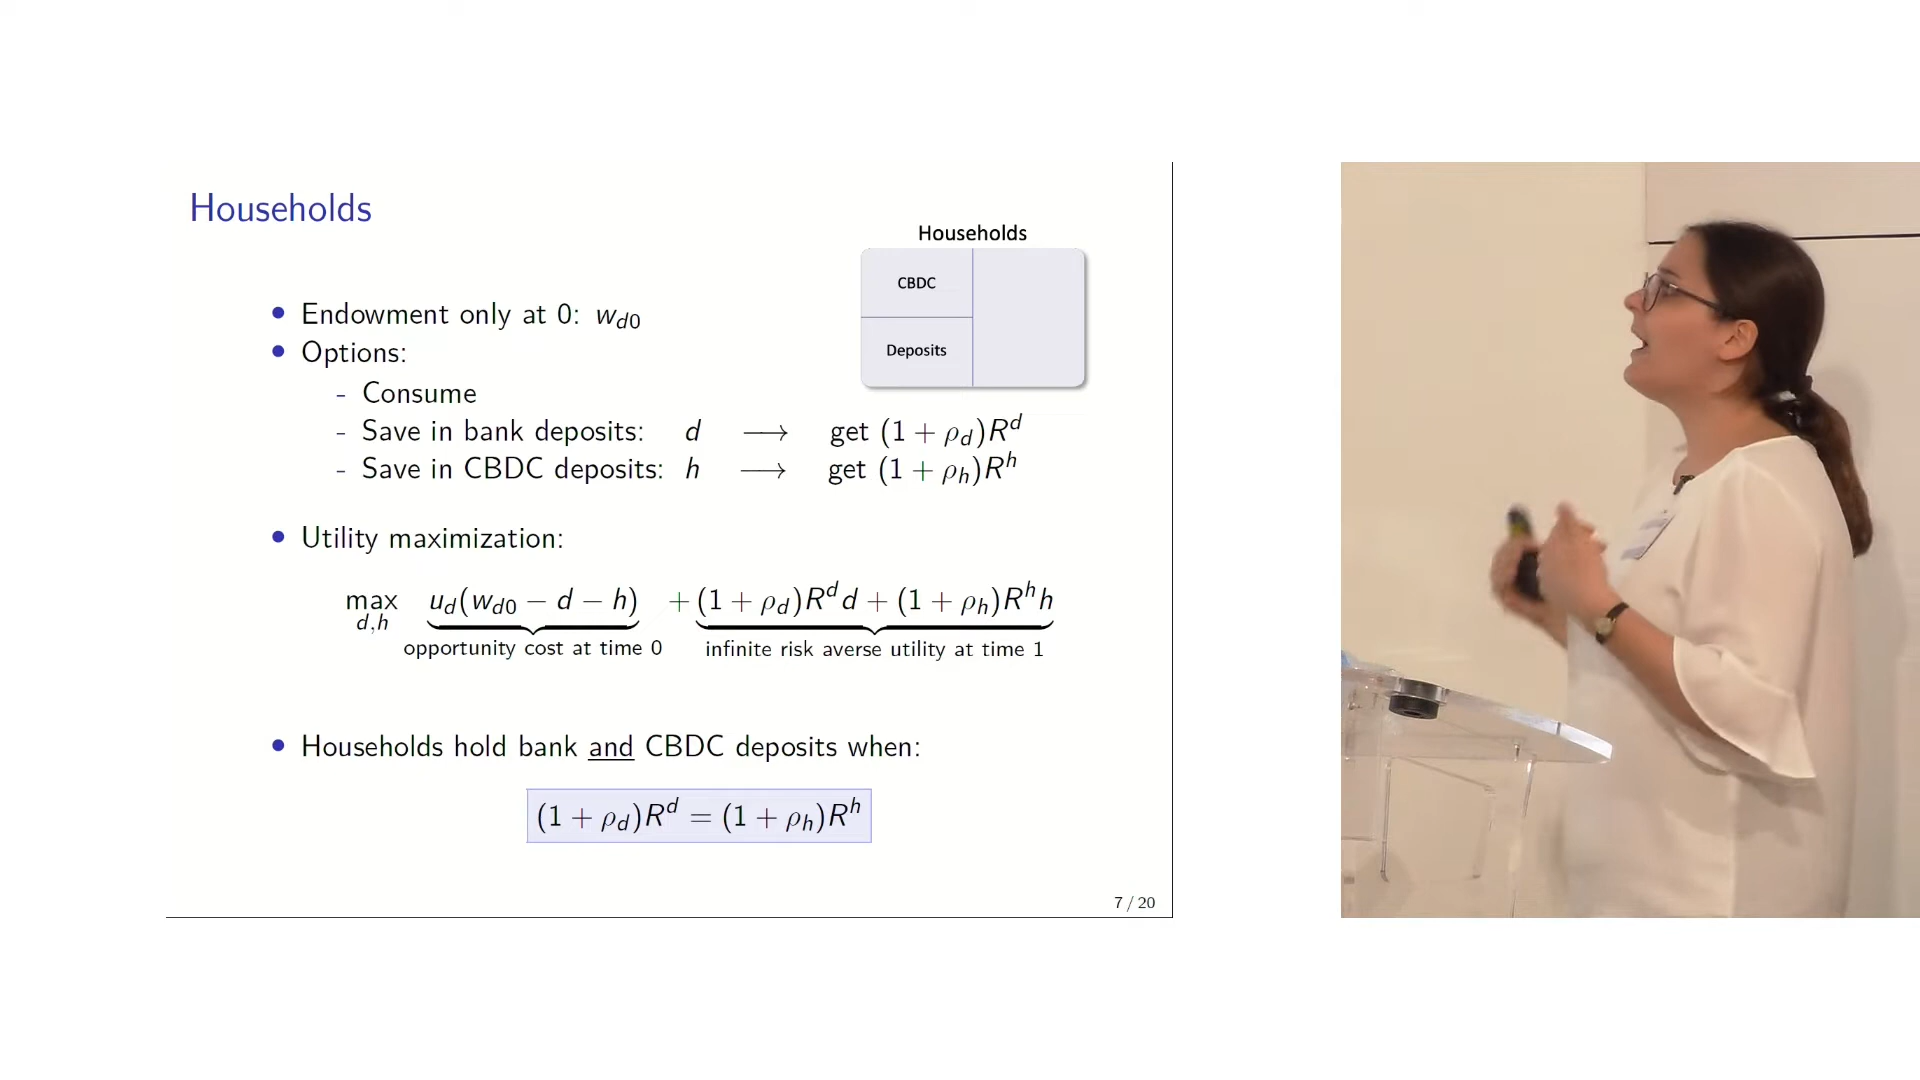 Households
Households
CBDC
Deposits
• Endowment only at 0: w_{d0}
• Options:
- Consume
- Save in bank deposits: d ⟶ get (1 + ρ_d)R^d
- Save in CBDC deposits: h ⟶ get (1 + ρ_h)R^h
• Utility maximization:
max_{d,h} u_d(w_{d0} − d − h) + (1 + ρ_d)R^d d + (1 + ρ_h)R^h h
opportunity cost at time 0 infinite risk averse utility at time 1
• Households hold bank and CBDC deposits when:
(1 + ρ_d)R^d = (1 + ρ_h)R^h
7 / 20